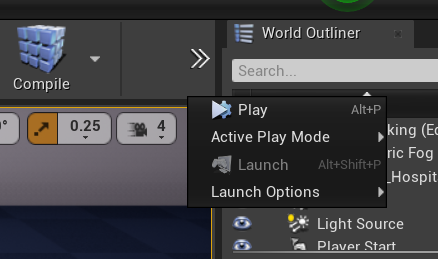 World Outliner
Compile
Search...
Play Alt+P
0.25
4
Active Play Mode
king (Ed
ric Fog
Launch Alt+Shift+P
_Hospit
Launch Options
Light Source
Player Start